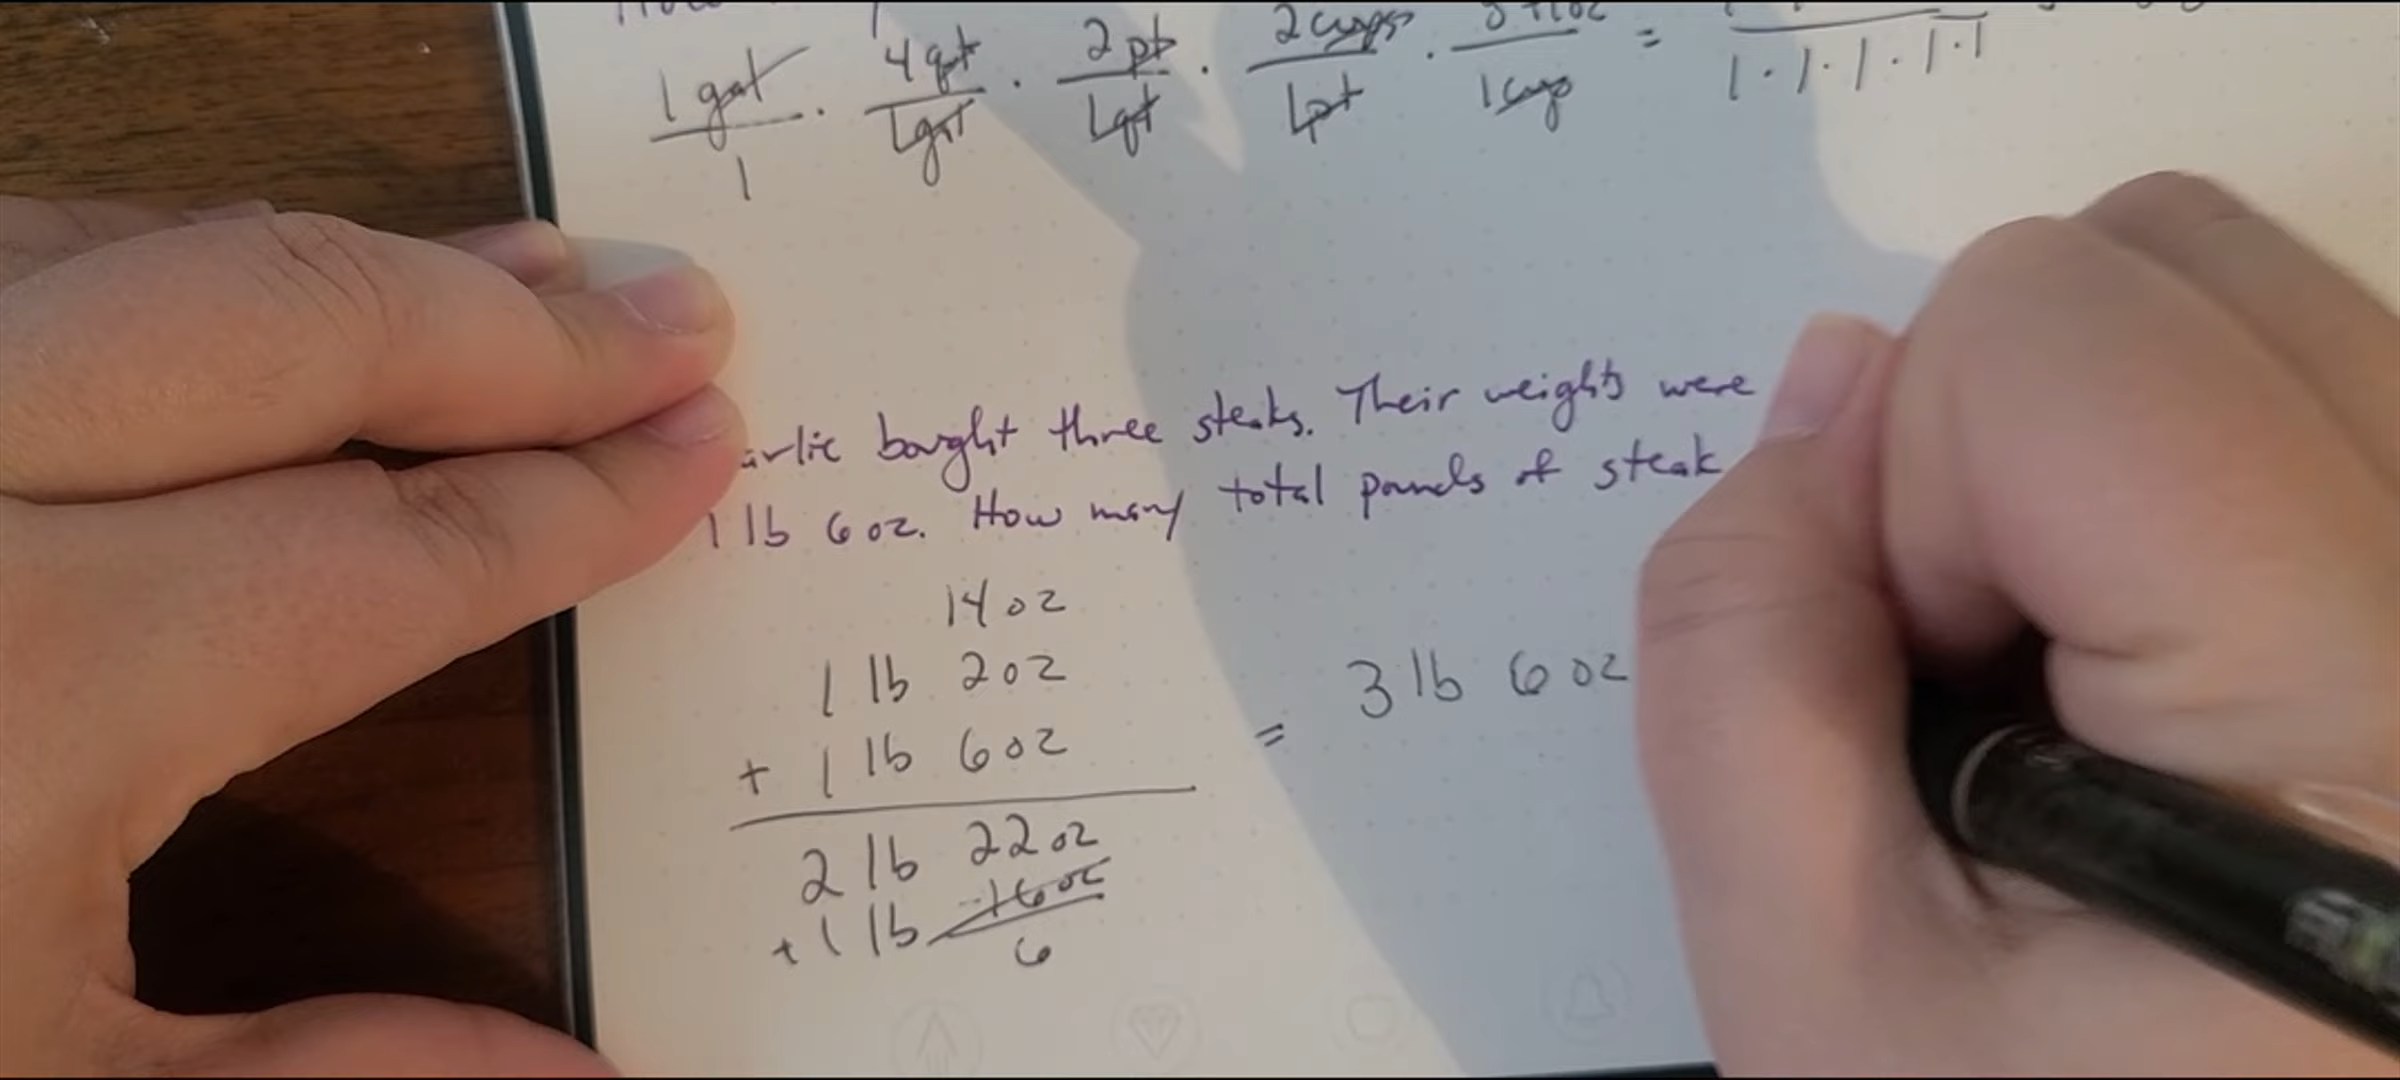 1 gal · 4 qt · 2 pt · 2 cups · 8 floz =
1 1 gal 1 qt 1 pt 1 cup 1 · 1 · 1 · 1 · 1
bought three steaks. Their weights were
1 lb 6 oz. How many total pounds of steak
14 oz
1 lb 2 oz
+ 1 lb 6 oz
= 3 lb 6 oz
2 lb 22 oz
+1 lb -16 oz
6